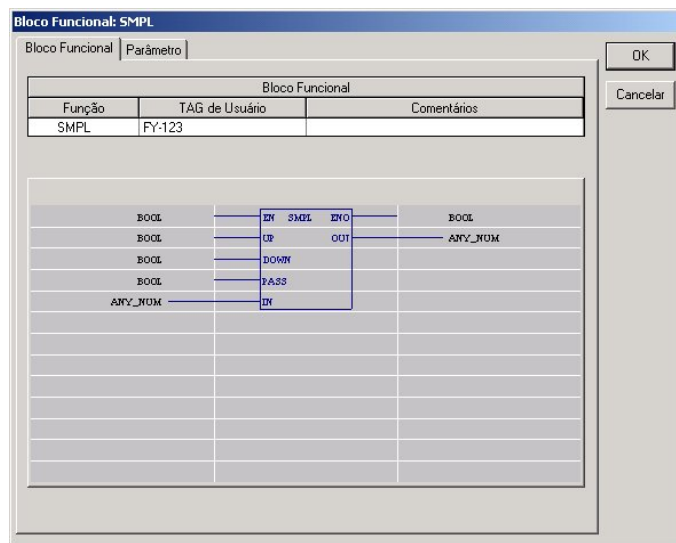 Bloco Funcional: SMPL
Bloco Funcional Parâmetro
OK
Cancelar
Bloco Funcional
Função TAG de Usuário Comentários
SMPL FY-123
BOOL EN SMPL ENO BOOL
BOOL UP OUT ANY_NUM
BOOL DOWN
BOOL PASS
ANY_NUM IN